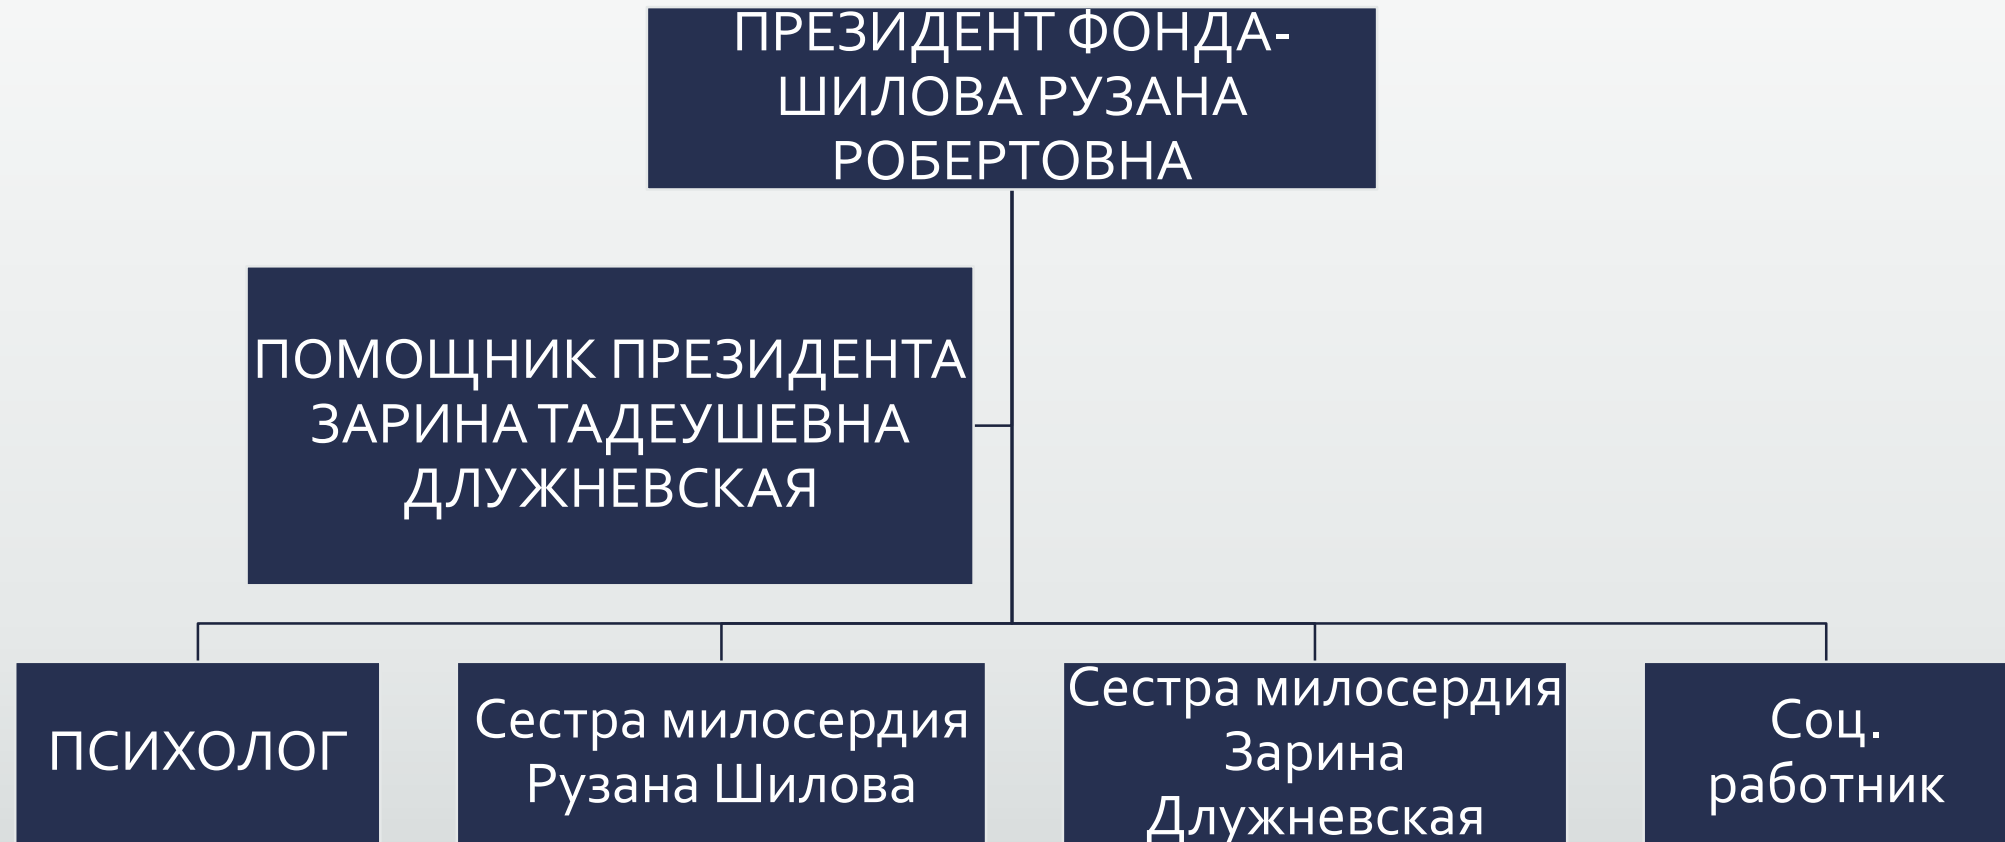 ПРЕЗИДЕНТ ФОНДА-
ШИЛОВА РУЗАНА
РОБЕРТОВНА
ПОМОЩНИК ПРЕЗИДЕНТА
ЗАРИНА ТАДЕУШЕВНА
ДЛУЖНЕВСКАЯ
ПСИХОЛОГ
Сестра милосердия
Рузана Шилова
Сестра милосердия
Зарина
Длужневская
Соц.
работник